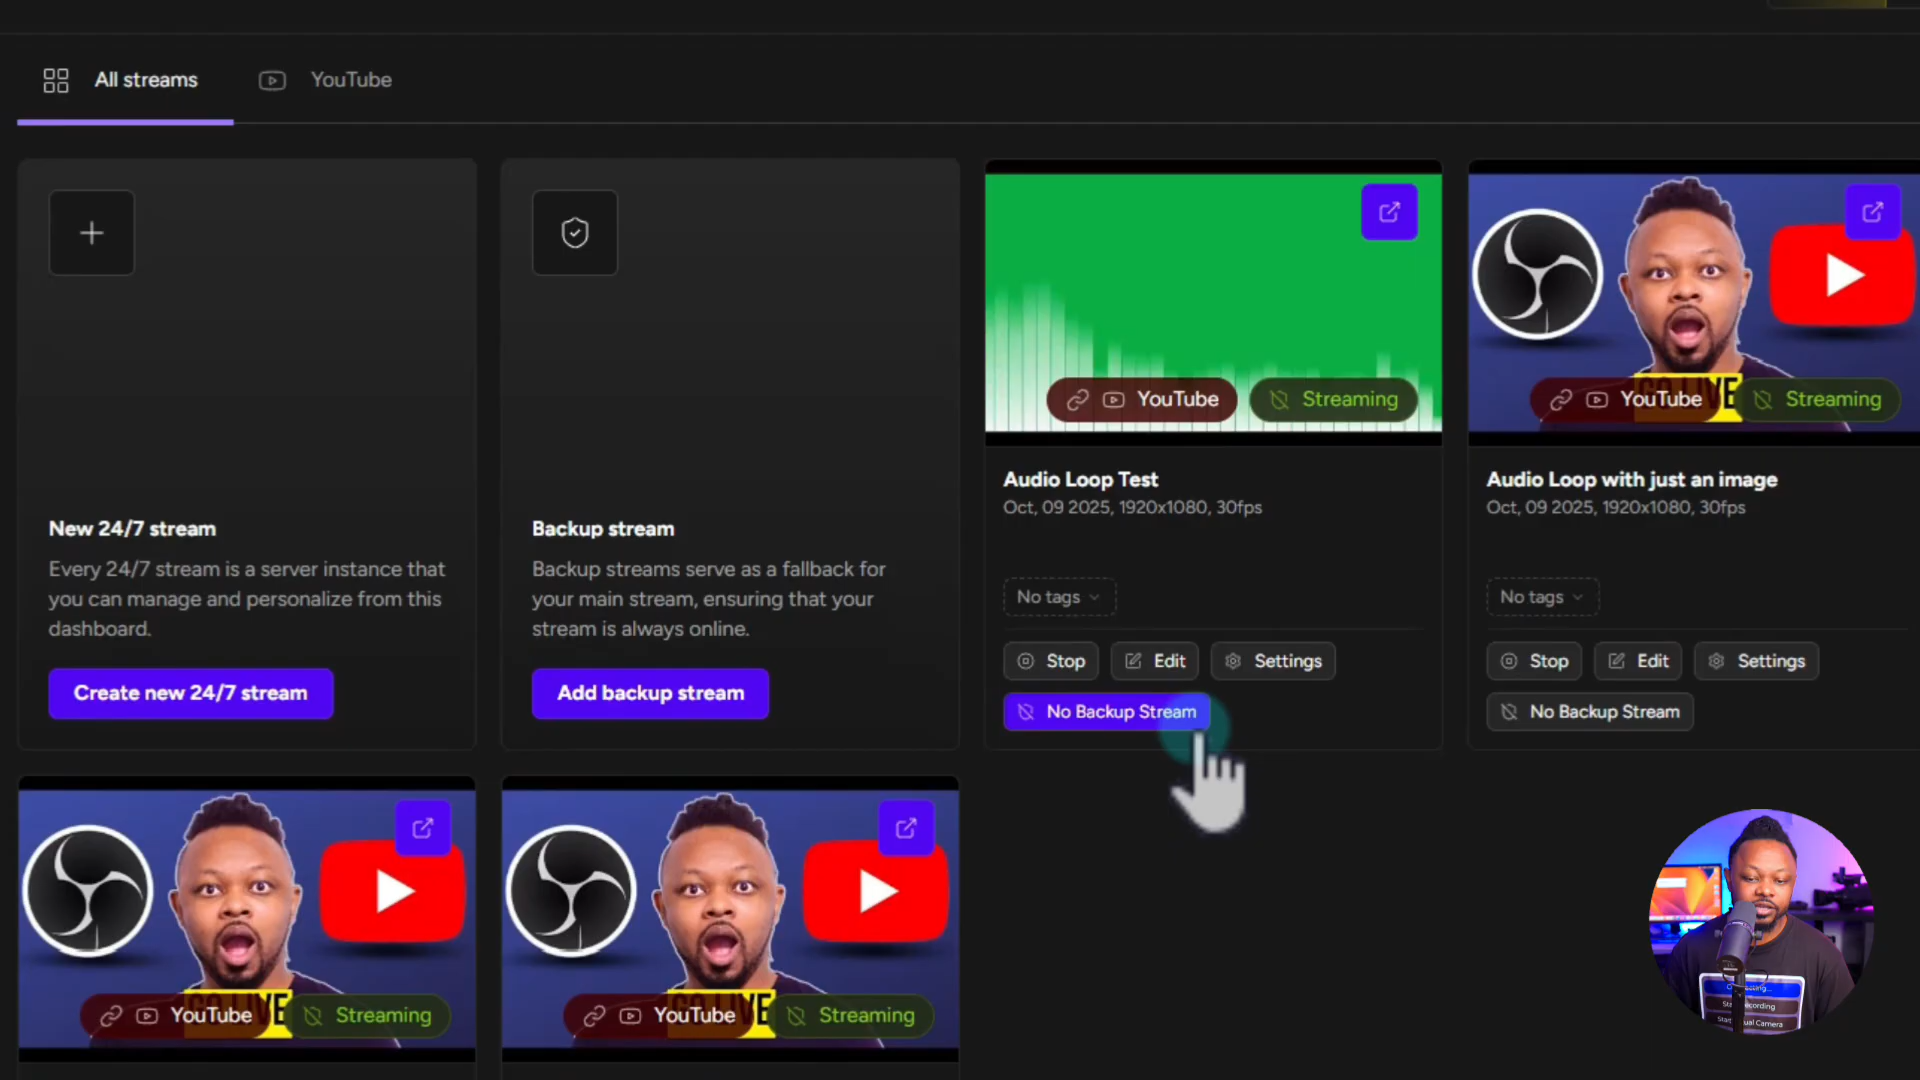 All streams
YouTube
New 24/7 stream
Every 24/7 stream is a server instance that
you can manage and personalize from this
dashboard.
Create new 24/7 stream
Backup stream
Backup streams serve as a fallback for
your main stream, ensuring that your
stream is always online.
Add backup stream
YouTube
Streaming
Audio Loop Test
Oct, 09 2025, 1920x1080, 30fps
No tags
Stop
Edit
Settings
No Backup Stream
YouTube
Streaming
Audio Loop with just an image
Oct, 09 2025, 1920x1080, 30fps
No tags
Stop
Edit
Settings
No Backup Stream
YouTube
Streaming
YouTube
Streaming